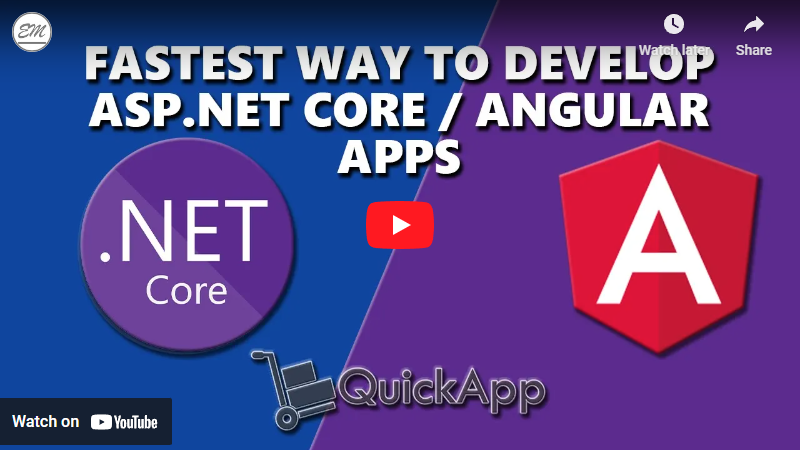 EM
Watch later
Share
FASTEST WAY TO DEVELOP
ASP.NET CORE / ANGULAR
APPS
.NET
Core
A
QuickApp
Watch on YouTube